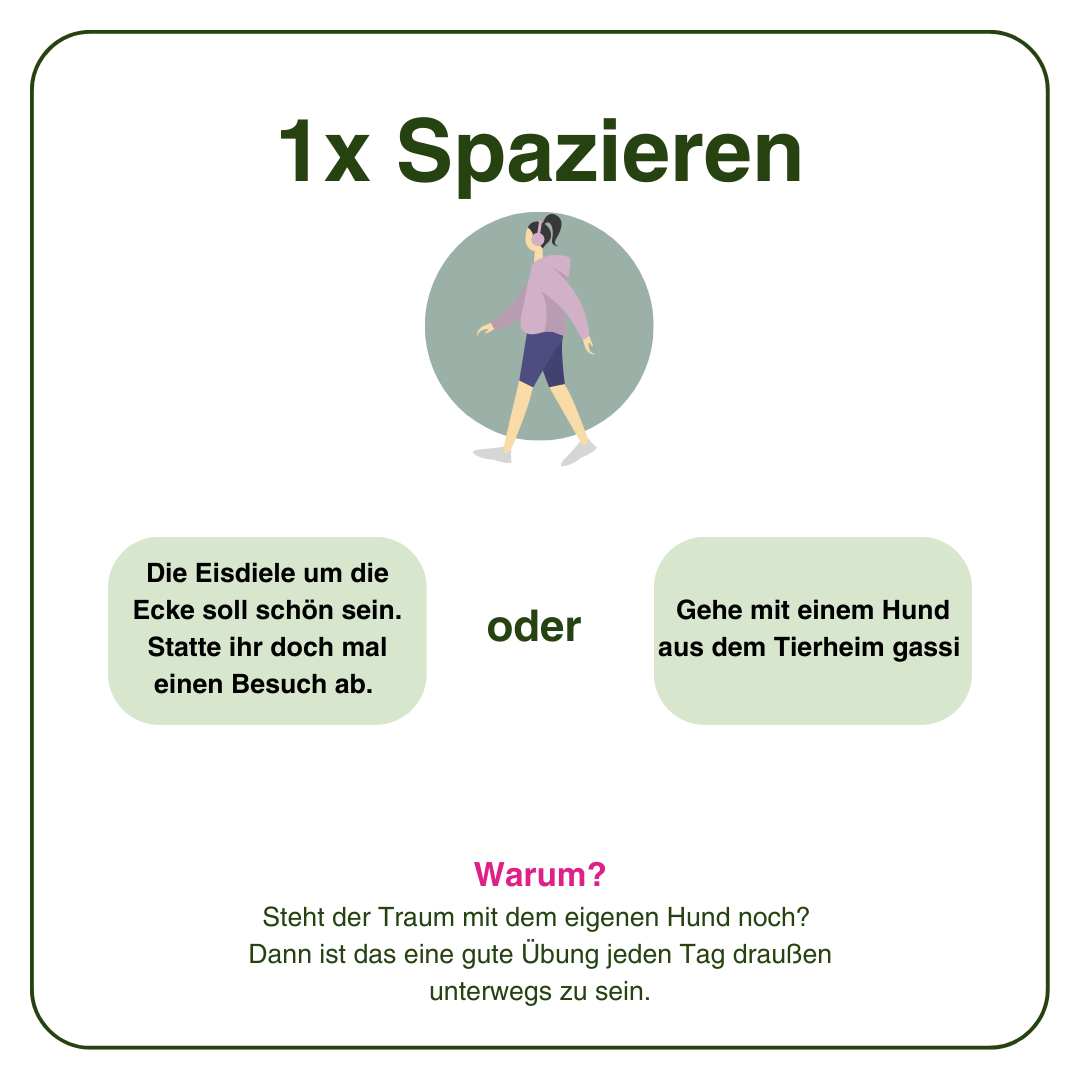 1x Spazieren
Die Eisdiele um die
Ecke soll schön sein.
Statte ihr doch mal
einen Besuch ab.
oder
Gehe mit einem Hund
aus dem Tierheim gassi
Warum?
Steht der Traum mit dem eigenen Hund noch?
Dann ist das eine gute Übung jeden Tag draußen
unterwegs zu sein.